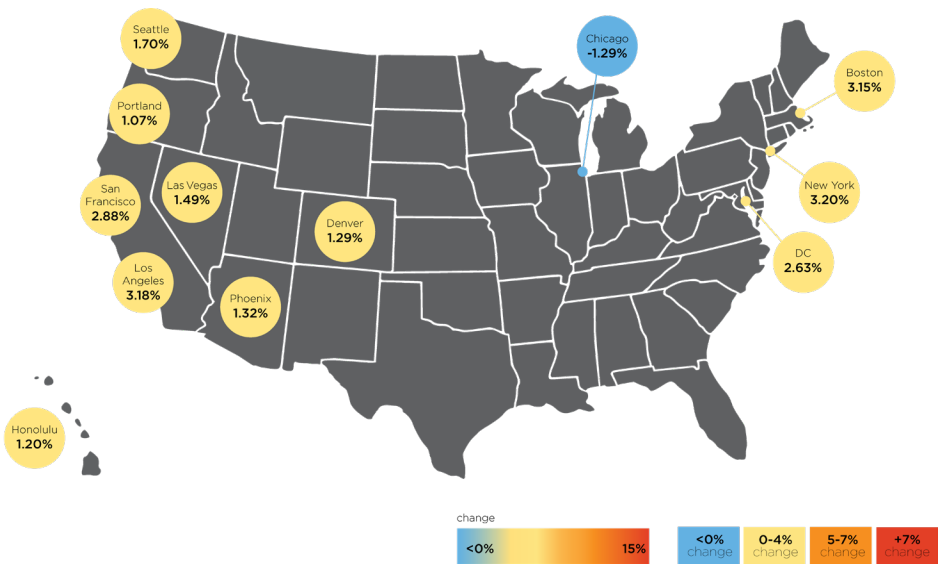 Seattle
1.70%
Chicago
-1.29%
Boston
3.15%
Portland
1.07%
San
Francisco
2.88%
Las Vegas
1.49%
New York
3.20%
Denver
1.29%
DC
2.63%
Los
Angeles
3.18%
Phoenix
1.32%
Honolulu
1.20%
change
<0% 15%
<0% 0-4% 5-7% +7%
change change change change